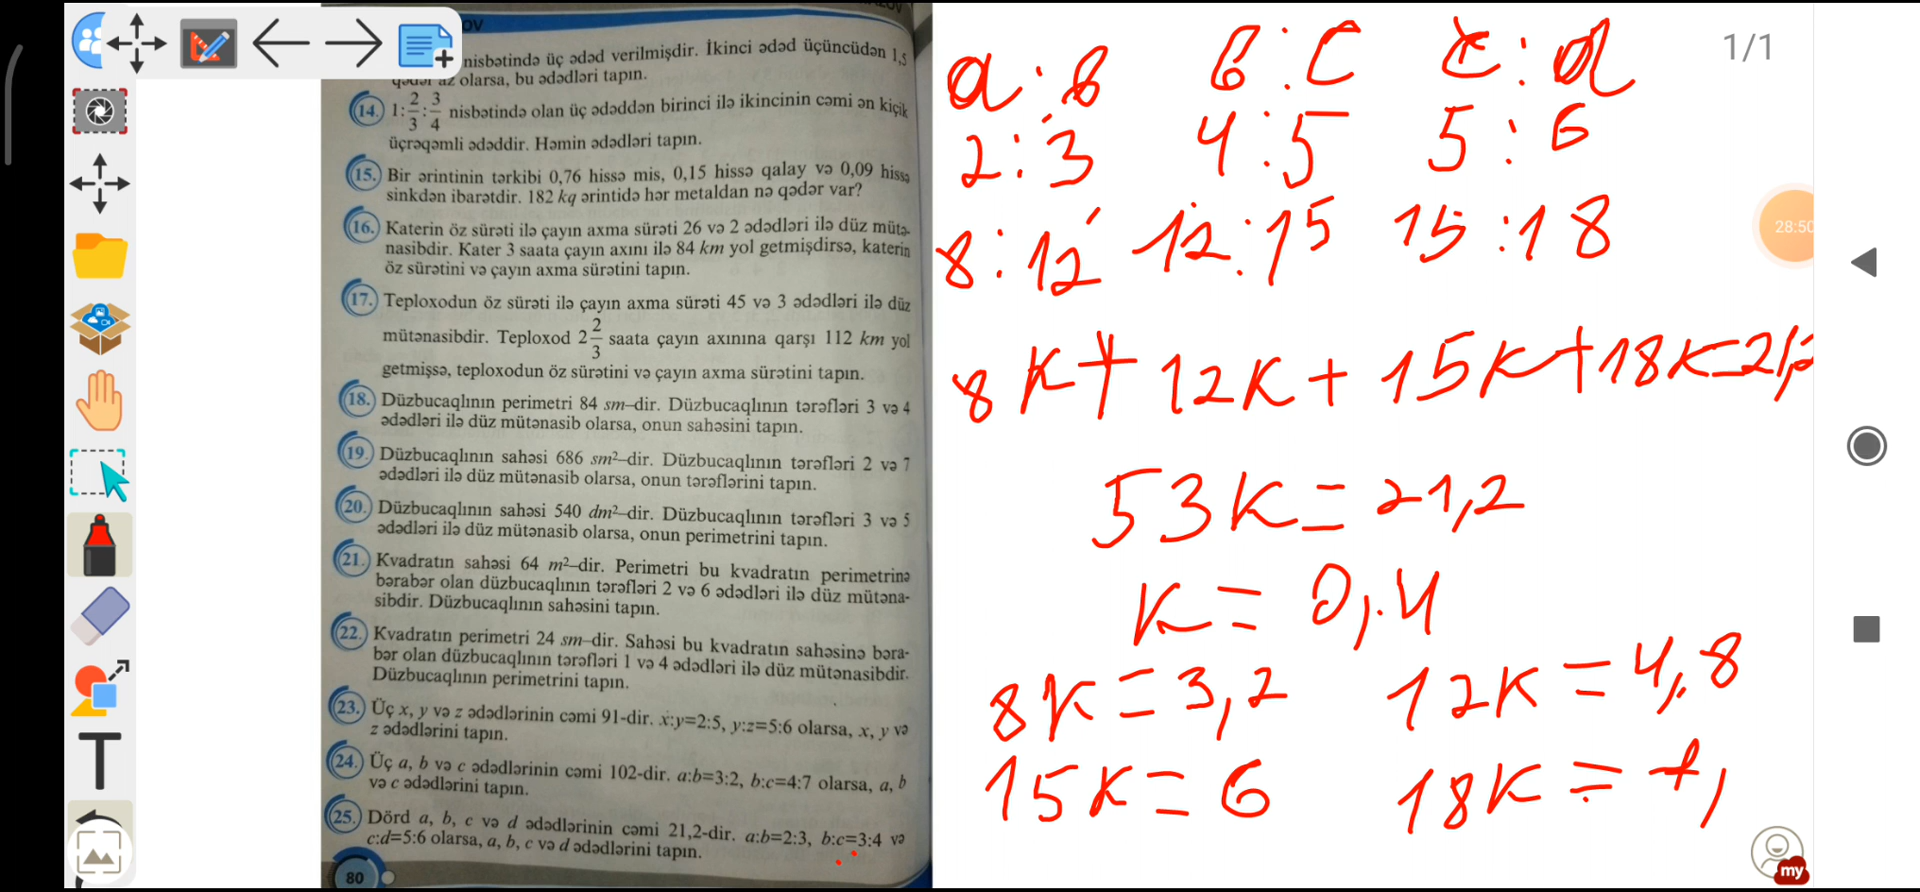 OV
nisbətində üç ədəd verilmişdir. İkinci ədəd üçüncüdən 1,5
qədər az olarsa, bu ədədləri tapın.
14. 1:2/3:3/4 nisbətində olan üç ədəddən birinci ilə ikincinin cəmi ən kiçik
üçrəqəmli ədəddir. Həmin ədədləri tapın.
15. Bir ərintinin tərkibi 0,76 hissə mis, 0,15 hissə qalay və 0,09 hissə
sinkdən ibarətdir. 182 kq ərintidə hər metaldan nə qədər var?
16. Katerin öz sürəti ilə çayın axma sürəti 26 və 2 ədədləri ilə düz mütə-
nasibdir. Kater 3 saata çayın axını ilə 84 km yol getmişdirsə, katerin
öz sürətini və çayın axma sürətini tapın.
17. Teploxodun öz sürəti ilə çayın axma sürəti 45 və 3 ədədləri ilə düz
mütənasibdir. Teploxod 2 2/3 saata çayın axınına qarşı 112 km yol
getmişsə, teploxodun öz sürətini və çayın axma sürətini tapın.
18. Düzbucaqlının perimetri 84 sm–dir. Düzbucaqlının tərəfləri 3 və 4
ədədləri ilə düz mütənasib olarsa, onun sahəsini tapın.
19. Düzbucaqlının sahəsi 686 sm²–dir. Düzbucaqlının tərəfləri 2 və 7
ədədləri ilə düz mütənasib olarsa, onun tərəflərini tapın.
20. Düzbucaqlının sahəsi 540 dm²–dir. Düzbucaqlının tərəfləri 3 və 5
ədədləri ilə düz mütənasib olarsa, onun perimetrini tapın.
21. Kvadratın sahəsi 64 m²–dir. Perimetri bu kvadratın perimetrinə
bərabər olan düzbucaqlının tərəfləri 2 və 6 ədədləri ilə düz mütəna-
sibdir. Düzbucaqlının sahəsini tapın.
22. Kvadratın perimetri 24 sm–dir. Sahəsi bu kvadratın sahəsinə bəra-
bər olan düzbucaqlının tərəfləri 1 və 4 ədədləri ilə düz mütənasibdir.
Düzbucaqlının perimetrini tapın.
23. Üç x, y və z ədədlərinin cəmi 91-dir. x:y=2:5, y:z=5:6 olarsa, x, y və
z ədədlərini tapın.
24. Üç a, b və c ədədlərinin cəmi 102-dir. a:b=3:2, b:c=4:7 olarsa, a, b
və c ədədlərini tapın.
25. Dörd a, b, c və d ədədlərinin cəmi 21,2-dir. a:b=2:3, b:c=3:4 və
c:d=5:6 olarsa, a, b, c və d ədədlərini tapın.
80
a:b b:c c:d
2:3 4:5 5:6
8:12 12:15 15:18
8k+12k+15k+18k=21,2
53k=21,2
k=0,4
8k=3,2 12k=4,8
15k=6 18k=7,
1/1
28:50
T
my